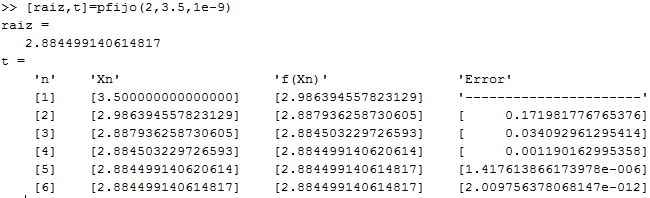 >> [raiz,t]=pfijo(2,3.5,1e-9)
raiz =
2.884499140614817
t =
'n' 'Xn' 'f(Xn)' 'Error'
[1] [3.500000000000000] [2.986394557823129] '-----------------------'
[2] [2.986394557823129] [2.887936258730605] [ 0.171981776765376]
[3] [2.887936258730605] [2.884503229726593] [ 0.034092961295414]
[4] [2.884503229726593] [2.884499140620614] [ 0.001190162995358]
[5] [2.884499140620614] [2.884499140614817] [1.417613866173978e-006]
[6] [2.884499140614817] [2.884499140614817] [2.009756378068147e-012]